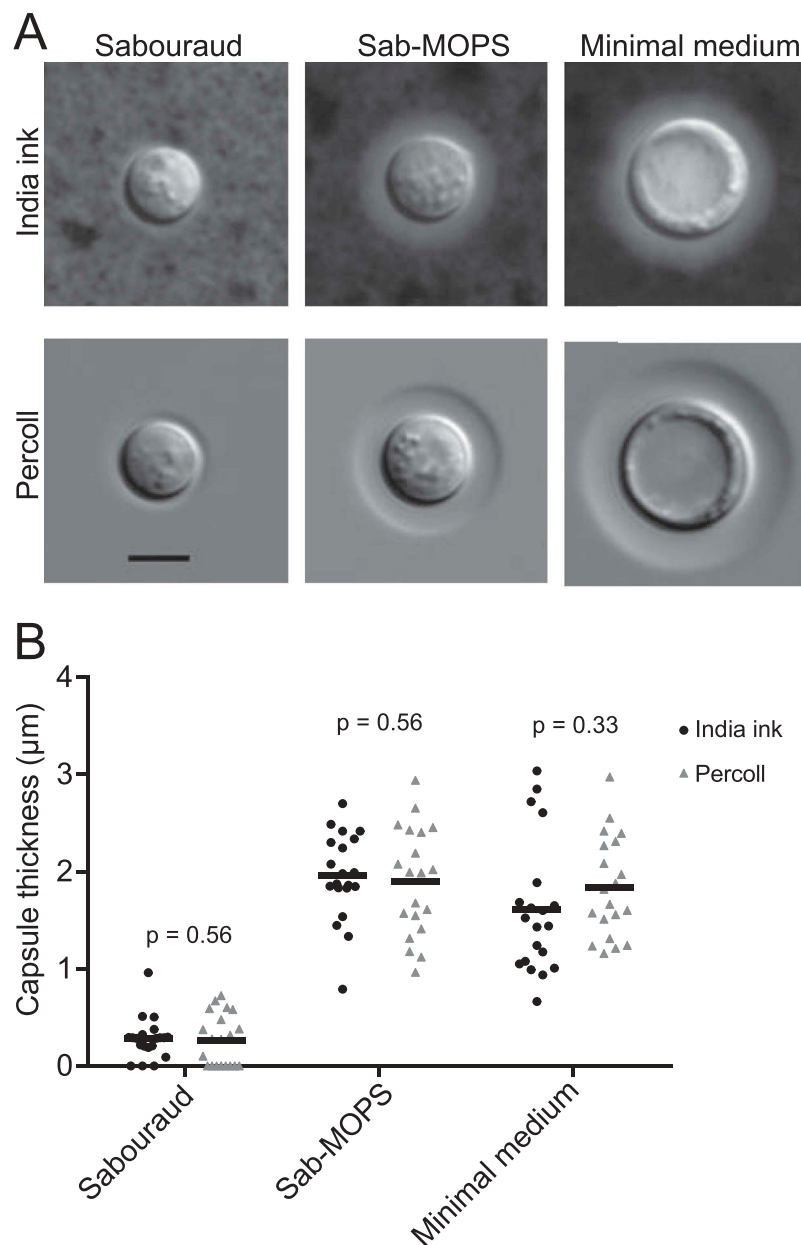 A
Sabouraud Sab-MOPS Minimal medium
India ink
Percoll
B
Capsule thickness (µm)
4
3
2
1
0
p = 0.56
p = 0.56
p = 0.33
India ink
Percoll
Sabouraud
Sab-MOPS
Minimal medium